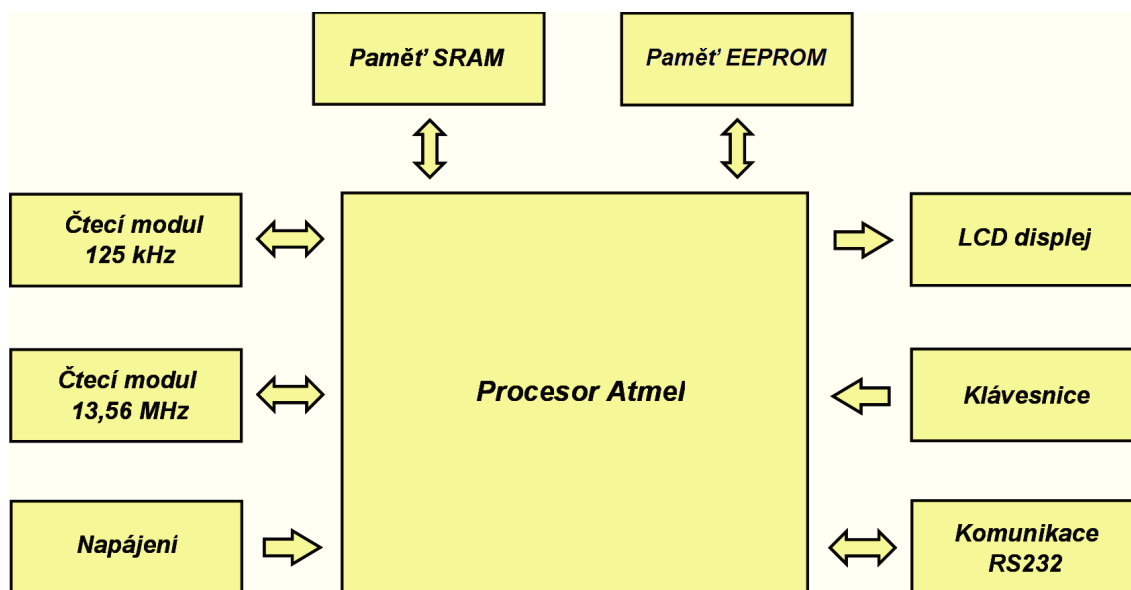 Paměť SRAM
Paměť EEPROM
Čtecí modul
125 kHz
LCD displej
Čtecí modul
13,56 MHz
Procesor Atmel
Klávesnice
Napájení
Komunikace
RS232